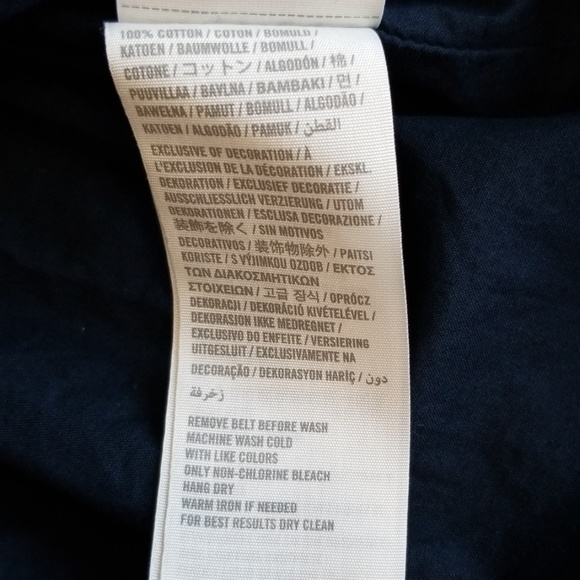 100% COTTON / COTON / BOMULD /
KATOEN / BAUMWOLLE / BOMULL /
COTONE / コットン / ALGODÓN / 棉 /
PUUVILLAA / BAVLNA / ΒΑΜΒΑΚΙ / 면 /
BAWEŁNA / PAMUT / BOMULL / ALGODÃO /
KATOEN / ALGODÃO / PAMUK / القطن
EXCLUSIVE OF DECORATION / À
L'EXCLUSION DE LA DÉCORATION / EKSKL.
DEKORATION / EXCLUSIEF DECORATIE /
AUSSCHLIESSLICH VERZIERUNG / UTOM
DEKORATIONEN / ESCLUSA DECORAZIONE /
装飾を除く / SIN MOTIVOS
DECORATIVOS / 装饰物除外 / PAITSI
KORISTE / S VÝJIMKOU OZDOB / ΕΚΤΟΣ
ΤΩΝ ΔΙΑΚΟΣΜΗΤΙΚΩΝ
ΣΤΟΙΧΕΙΩΝ / 고급 장식 / OPRÓCZ
DEKORACJI / DEKORÁCIÓ KIVÉTELÉVEL /
DEKORASJON IKKE MEDREGNET /
EXCLUSIVO DO ENFEITE / VERSIERING
UITGESLUIT / EXCLUSIVAMENTE NA
DECORAÇÃO / DEKORASYON HARİÇ / دون
زخرفة
REMOVE BELT BEFORE WASH
MACHINE WASH COLD
WITH LIKE COLORS
ONLY NON-CHLORINE BLEACH
HANG DRY
WARM IRON IF NEEDED
FOR BEST RESULTS DRY CLEAN